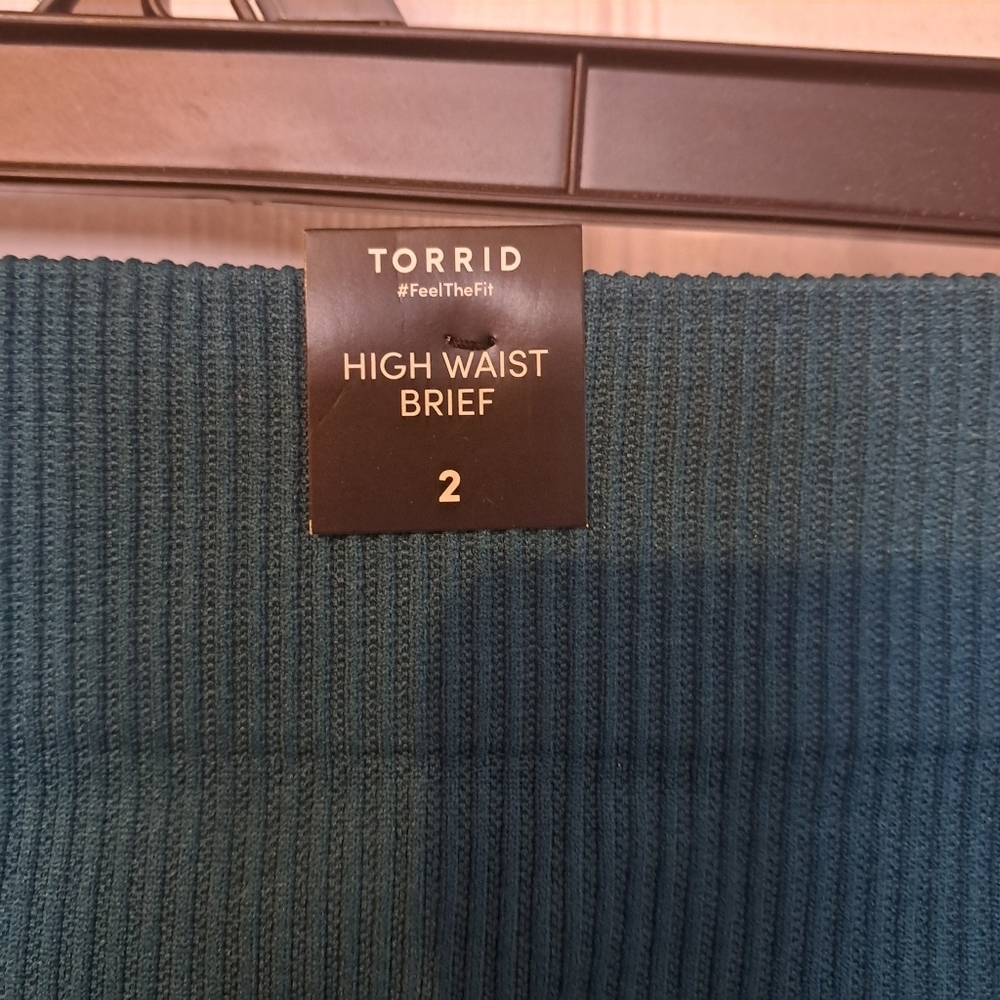 TORRID
#FeelTheFit
HIGH WAIST
BRIEF
2